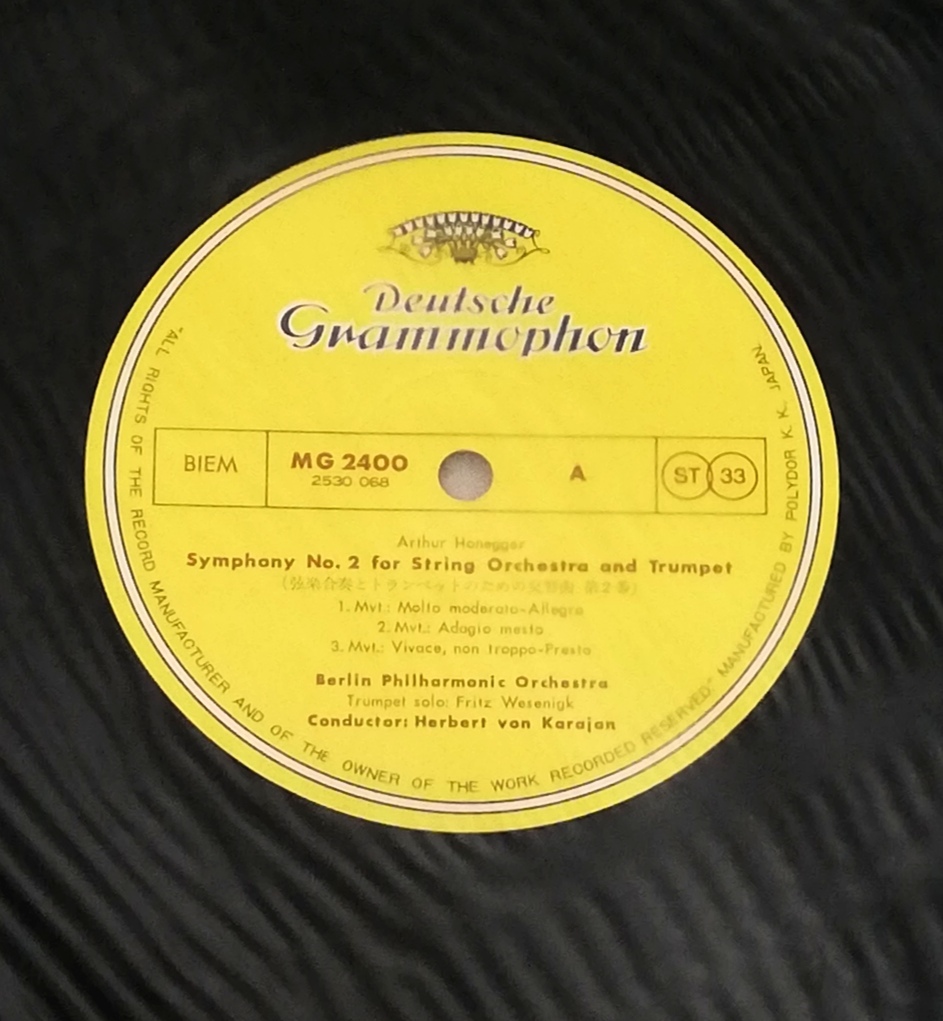 Deutsche
Grammophon
BIEM
MG 2400
2530 068
A
ST 33
Arthur Honegger
Symphony No. 2 for String Orchestra and Trumpet
(弦楽合奏とトランペットのための交響曲 第2番)
1. Mvt.: Molto moderato-Allegro
2. Mvt.: Adagio mesto
3. Mvt.: Vivace, non troppo-Presto
Berlin Philharmonic Orchestra
Trumpet solo: Fritz Wesenigk
Conductor: Herbert von Karajan
"ALL RIGHTS OF THE RECORD MANUFACTURER AND OF THE OWNER OF THE WORK RECORDED RESERVED." MANUFACTURED BY POLYDOR K. K. JAPAN.